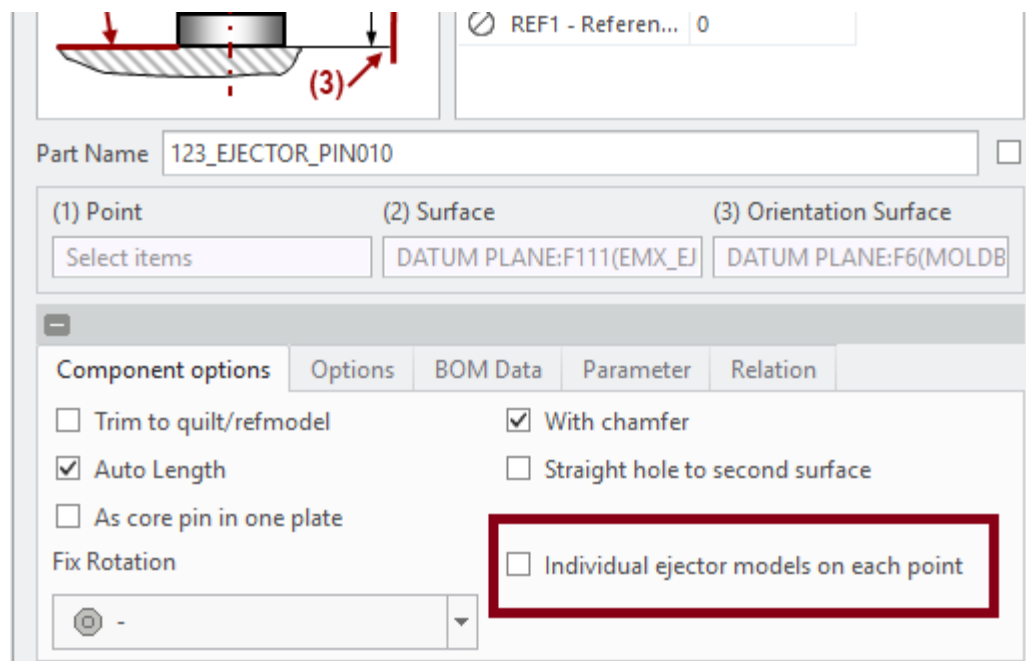 REF1 - Referen... 0
(3)
Part Name 123_EJECTOR_PIN010
(1) Point (2) Surface (3) Orientation Surface
Select items DATUM PLANE:F111(EMX_EJ DATUM PLANE:F6(MOLDB
Component options Options BOM Data Parameter Relation
Trim to quilt/refmodel With chamfer
Auto Length Straight hole to second surface
As core pin in one plate
Fix Rotation Individual ejector models on each point
-